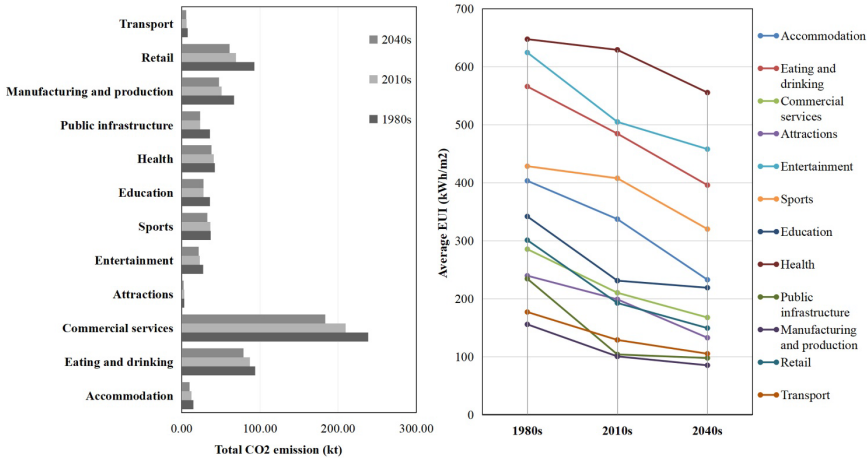 Transport
Retail
Manufacturing and production
Public infrastructure
Health
Education
Sports
Entertainment
Attractions
Commercial services
Eating and drinking
Accommodation
0.00 100.00 200.00 300.00
Total CO2 emission (kt)
2040s
2010s
1980s
Average EUI (kWh/m2)
700
600
500
400
300
200
100
0
1980s 2010s 2040s
Accommodation
Eating and
drinking
Commercial
services
Attractions
Entertainment
Sports
Education
Health
Public
infrastructure
Manufacturing
and production
Retail
Transport